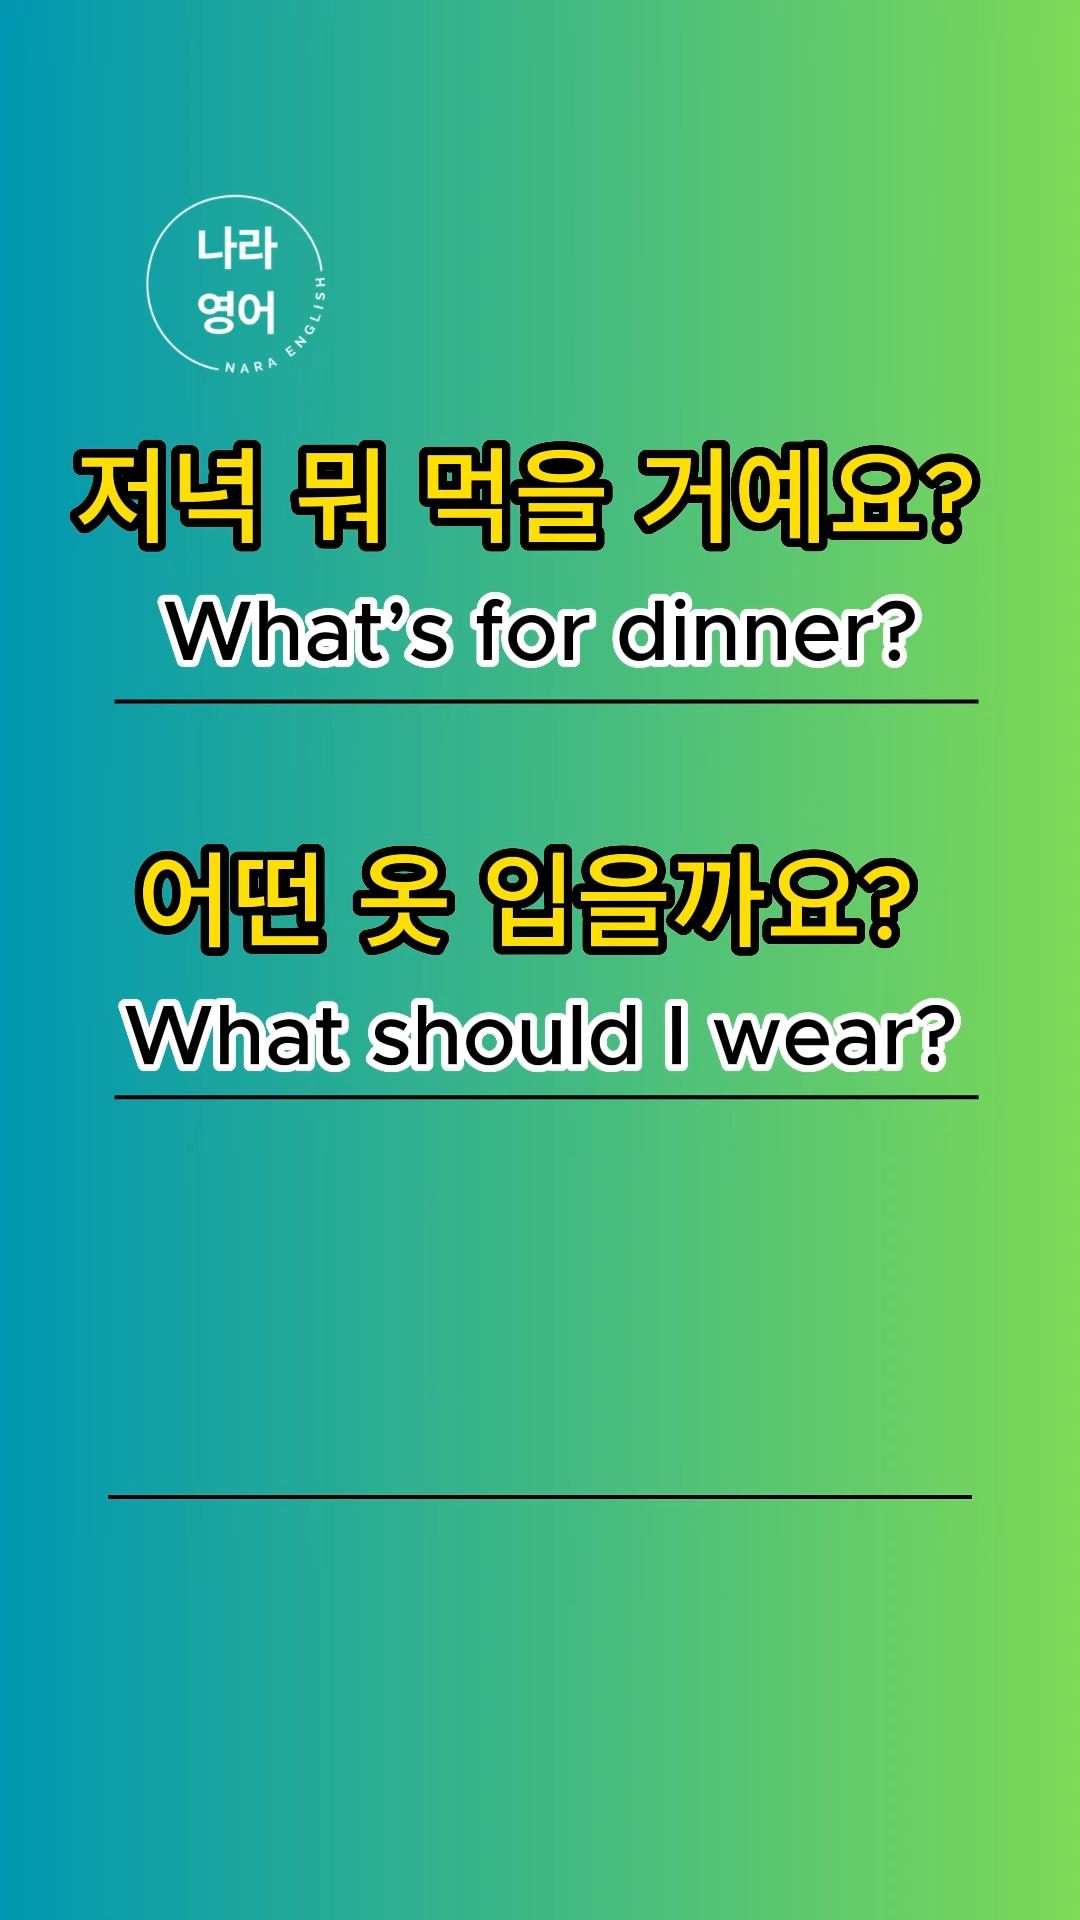 나라
영어
NARA ENGLISH
저녁 뭐 먹을 거예요?
What's for dinner?
어떤 옷 입을까요?
What should I wear?